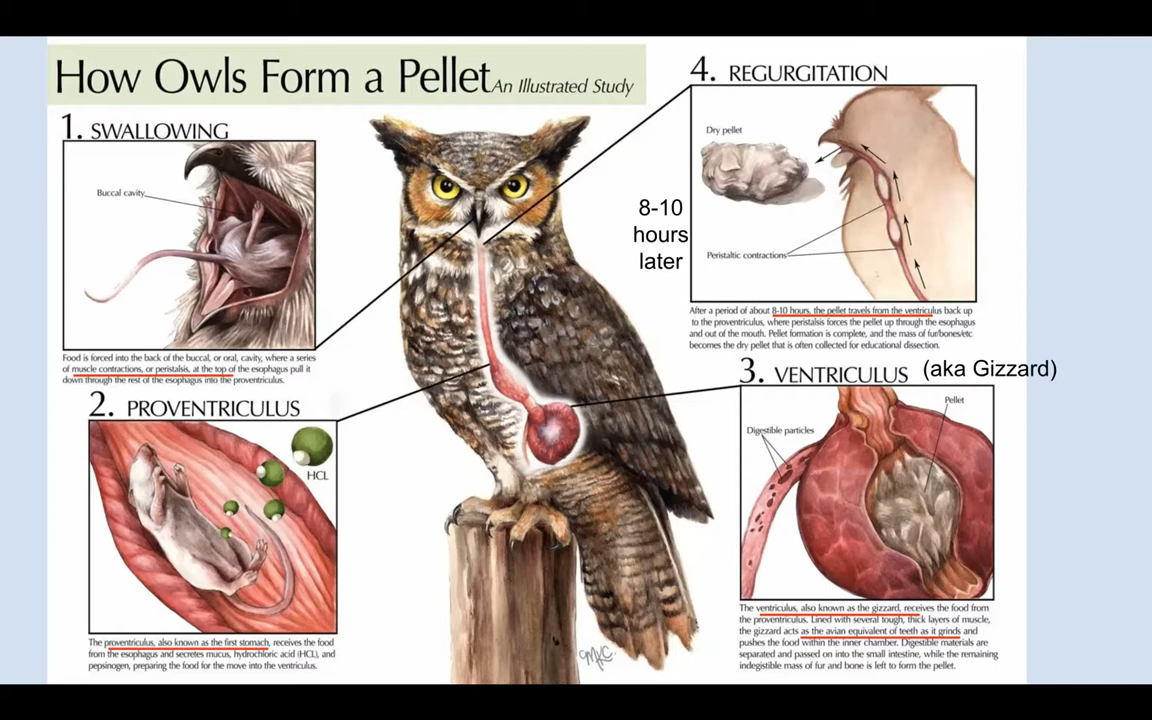 How Owls Form a Pellet An Illustrated Study
1. SWALLOWING
Buccal cavity
Food is forced into the back of the buccal, or oral, cavity, where a series
of muscle contractions, or peristalsis, at the top of the esophagus pull it
down through the rest of the esophagus into the proventriculus.
2. PROVENTRICULUS
HCL
The proventriculus, also known as the first stomach, receives the food
from the esophagus and secretes mucus, hydrochloric acid (HCL), and
pepsinogen, preparing the food for the move into the ventriculus.
4. REGURGITATION
Dry pellet
8-10
hours
later
Peristaltic contractions
After a period of about 8-10 hours, the pellet travels from the ventriculus back up
to the proventriculus, where peristalsis forces the pellet up through the esophagus
and out of the mouth. Pellet formation is complete, and the mass of fur/bones/etc
becomes the dry pellet that is often collected for educational dissection.
3. VENTRICULUS (aka Gizzard)
Pellet
Digestible particles
The ventriculus, also known as the gizzard, receives the food from
the proventriculus. Lined with several tough, thick layers of muscle,
the gizzard acts as the avian equivalent of teeth as it grinds and
pushes the food within the inner chamber. Digestible materials are
separated and passed on into the small intestine, while the remaining
indegistible mass of fur and bone is left to form the pellet.